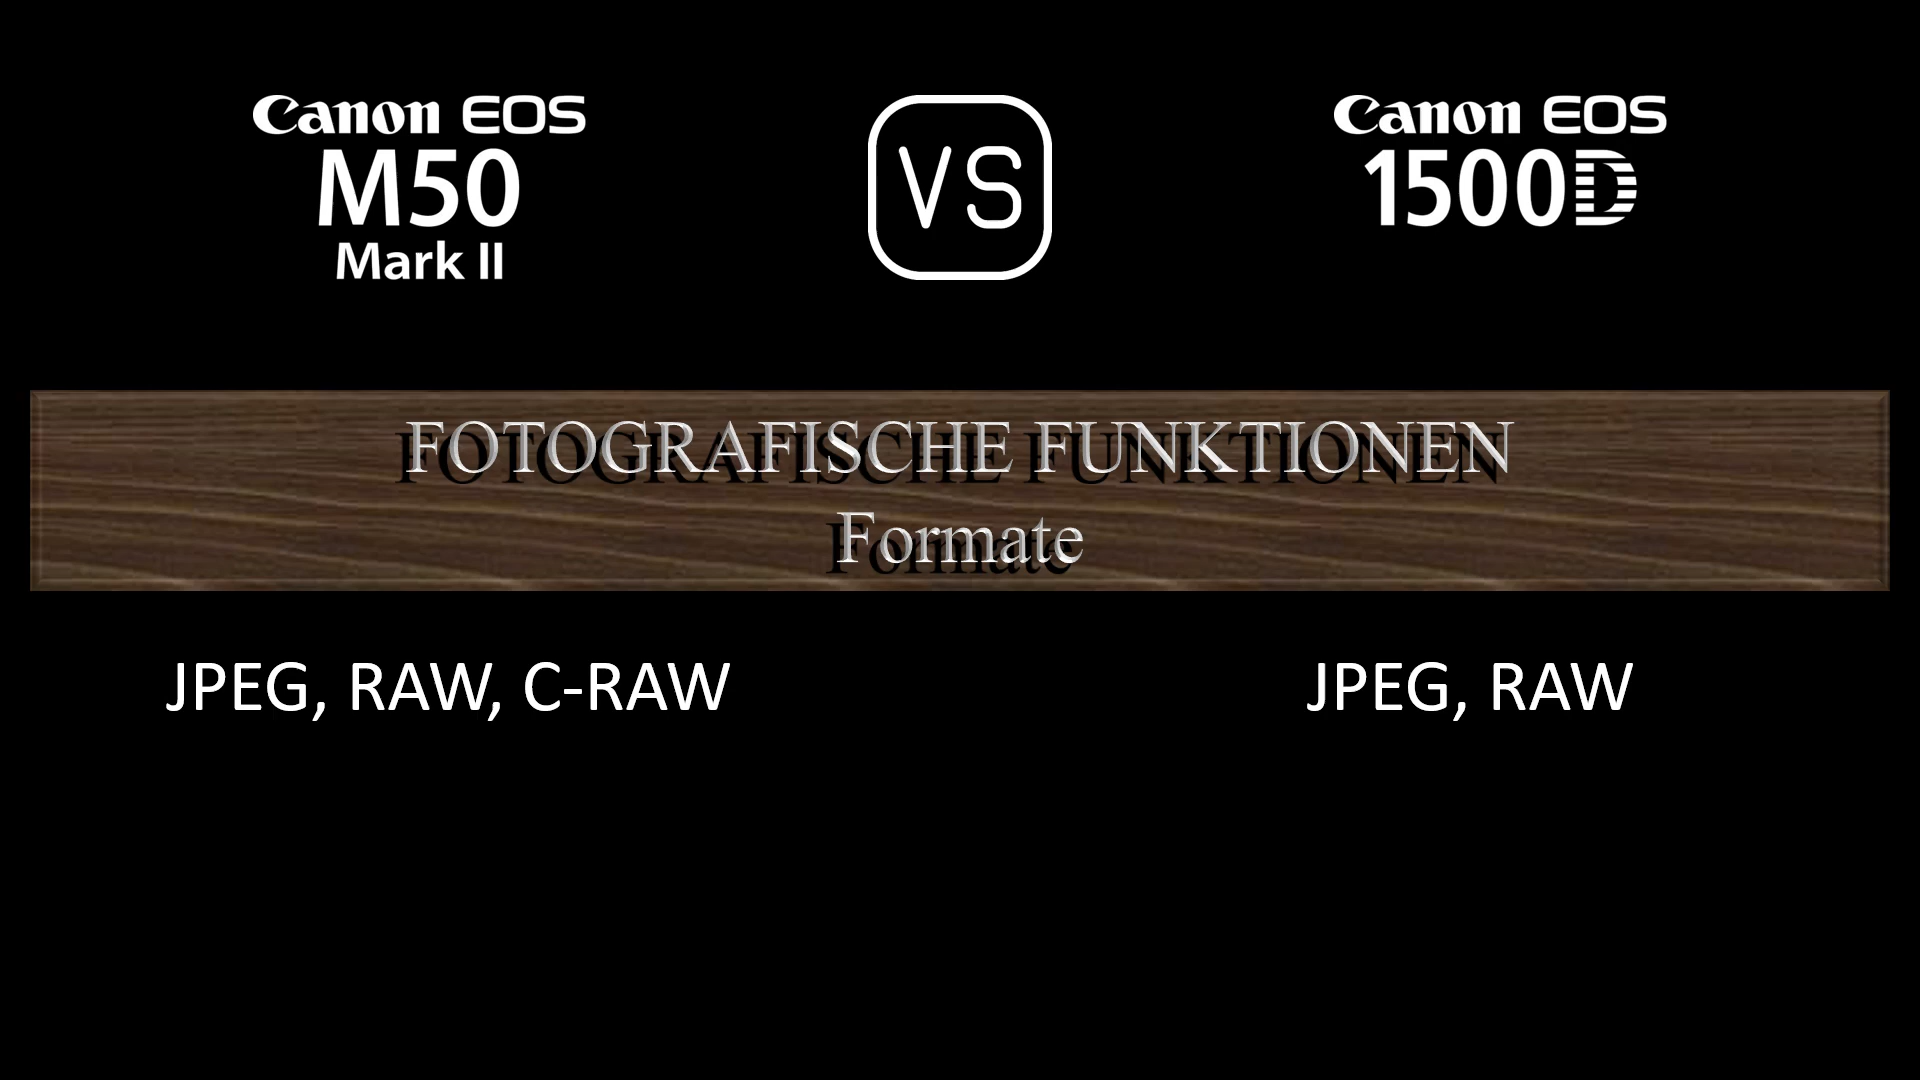 Canon EOS
M50
Mark II
VS
Canon EOS
1500D
FOTOGRAFISCHE FUNKTIONEN
Formate
JPEG, RAW, C-RAW
JPEG, RAW